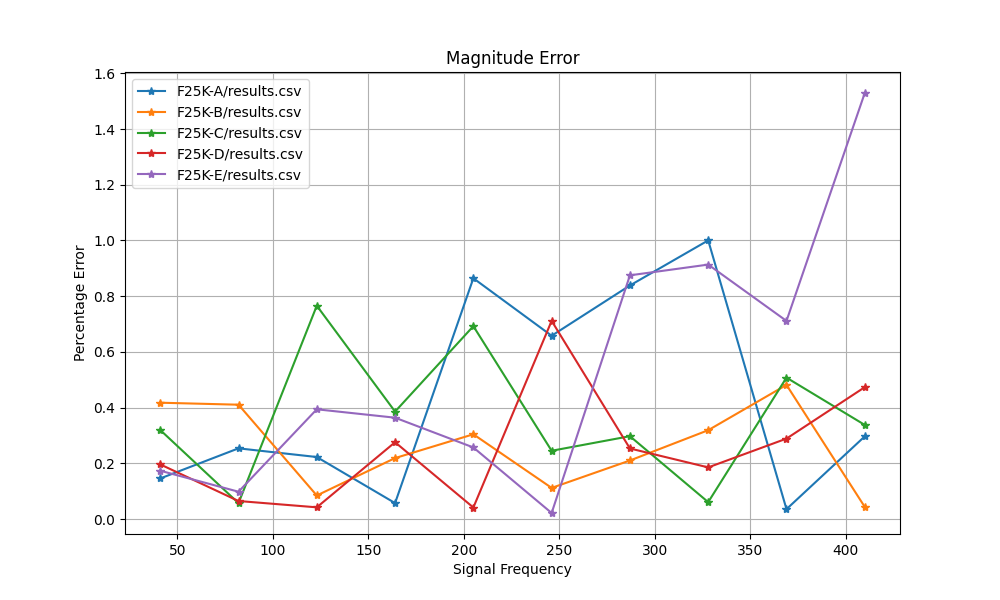 Magnitude Error
1.6
1.4
1.2
1.0
0.8
0.6
0.4
0.2
0.0
Percentage Error
F25K-A/results.csv
F25K-B/results.csv
F25K-C/results.csv
F25K-D/results.csv
F25K-E/results.csv
50 100 150 200 250 300 350 400
Signal Frequency